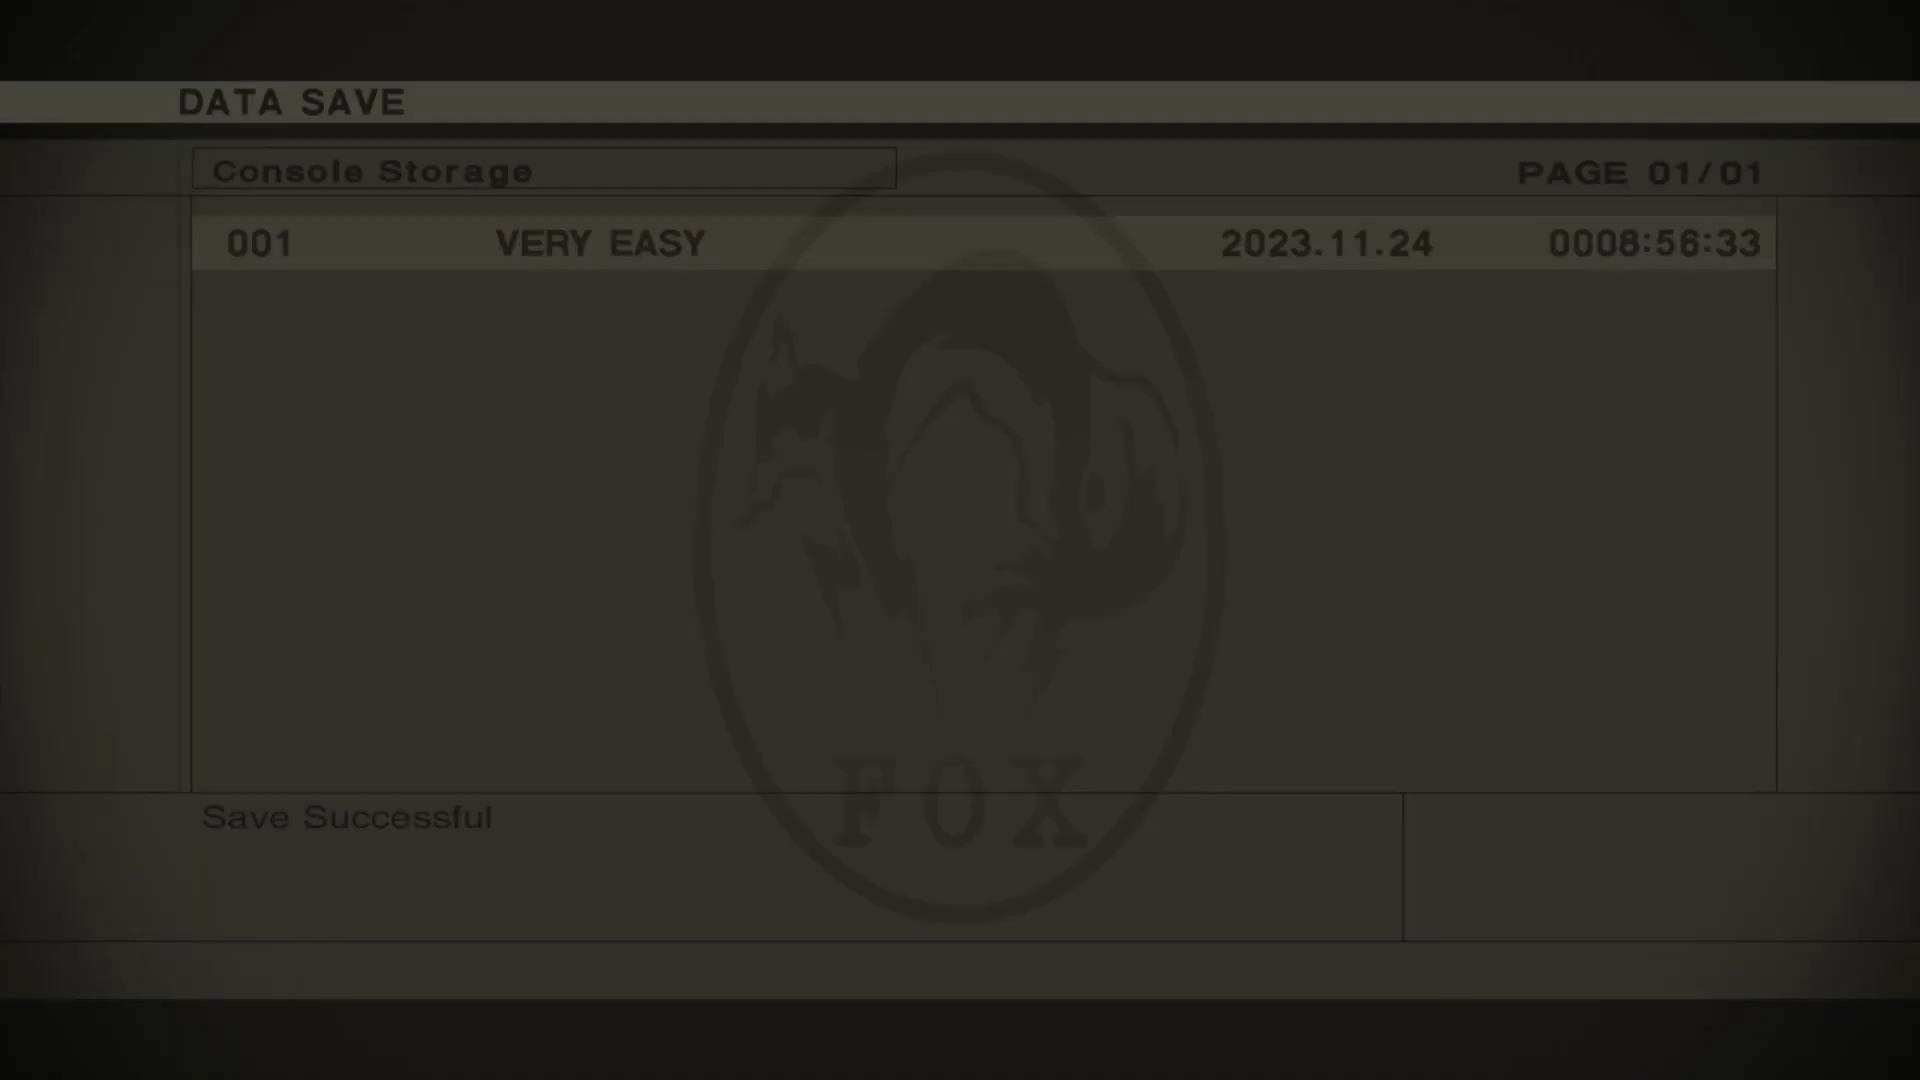 DATA SAVE
Console Storage
PAGE 01/01
001 VERY EASY 2023.11.24 0008:56:33
FOX
Save Successful